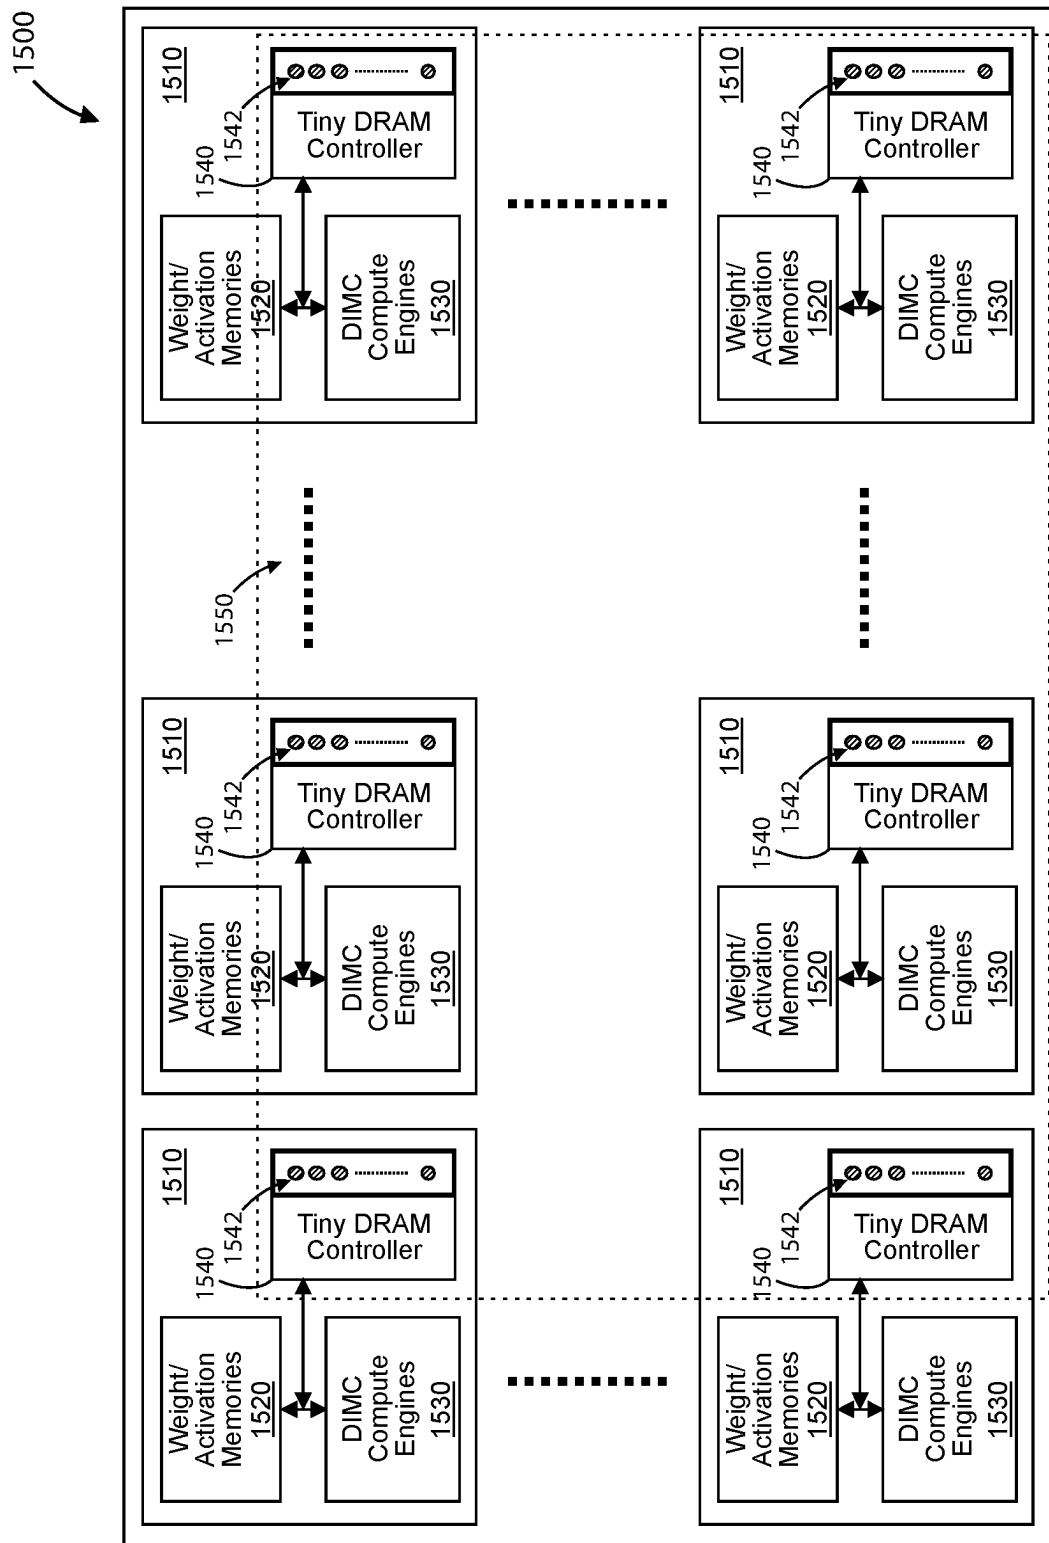 1500
1510
1542
1540
Tiny DRAM
Controller
Weight/
Activation
Memories
1520
DIMC
Compute
Engines
1530
1510
1542
1540
Tiny DRAM
Controller
Weight/
Activation
Memories
1520
DIMC
Compute
Engines
1530
1550
1510
1542
1540
Tiny DRAM
Controller
Weight/
Activation
Memories
1520
DIMC
Compute
Engines
1530
1510
1542
1540
Tiny DRAM
Controller
Weight/
Activation
Memories
1520
DIMC
Compute
Engines
1530
1510
1542
1540
Tiny DRAM
Controller
Weight/
Activation
Memories
1520
DIMC
Compute
Engines
1530
1510
1542
1540
Tiny DRAM
Controller
Weight/
Activation
Memories
1520
DIMC
Compute
Engines
1530